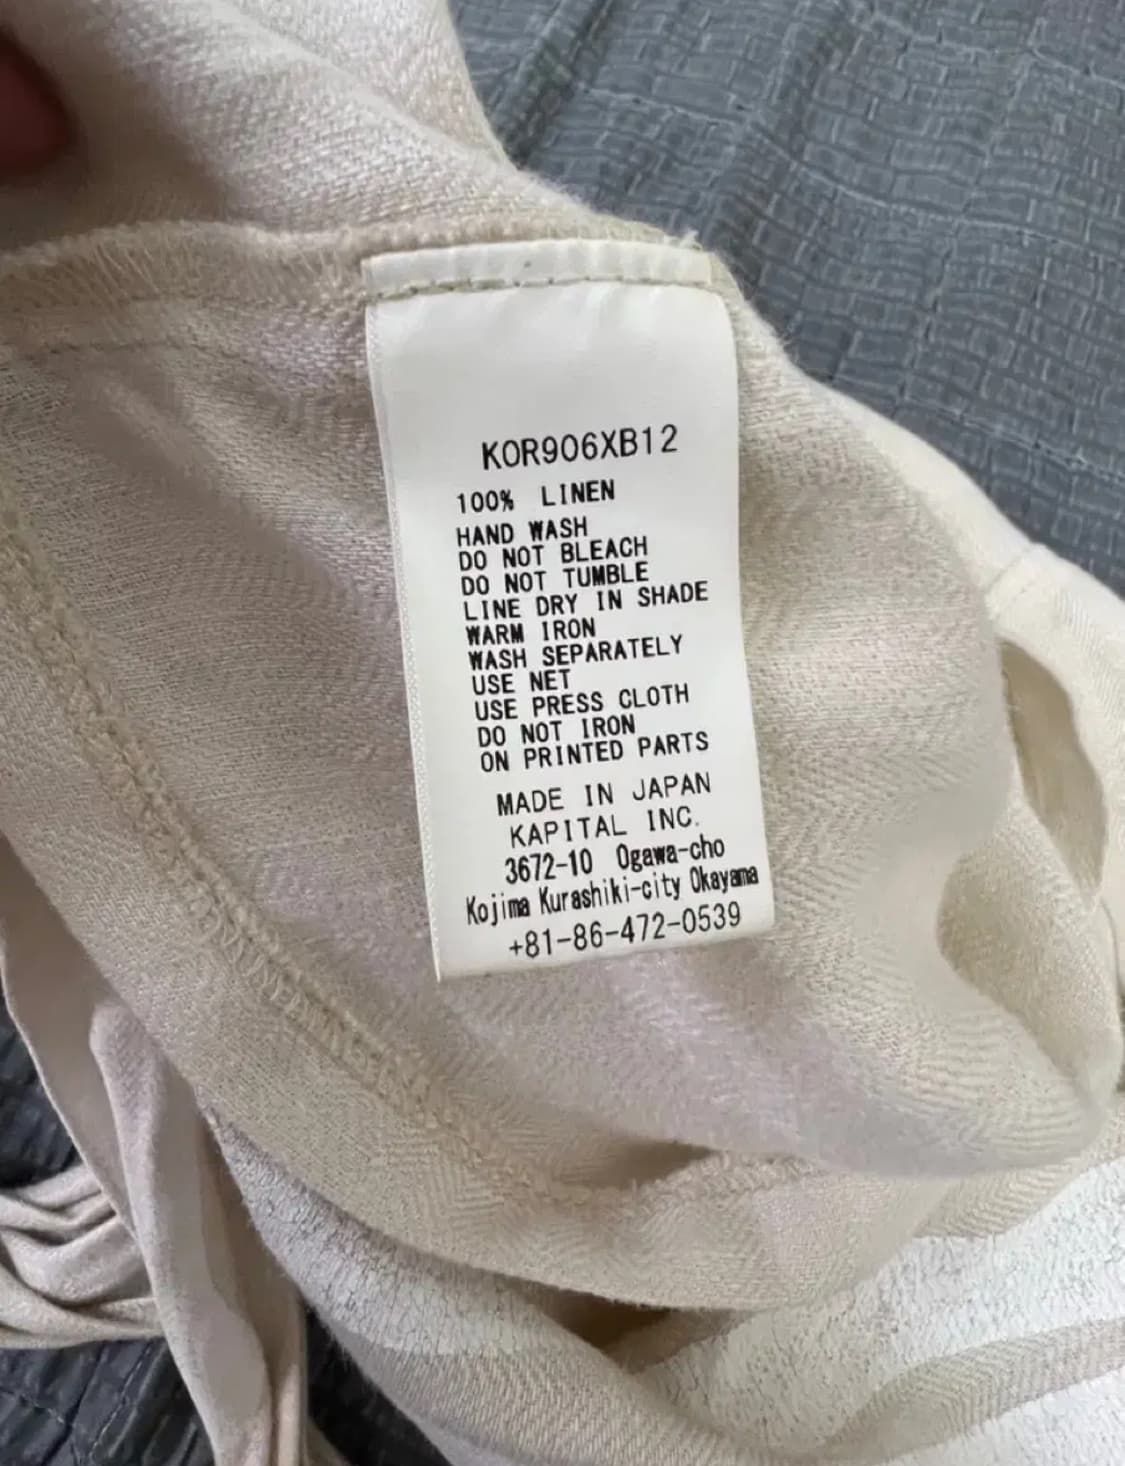 KOR906XB12
100% LINEN
HAND WASH
DO NOT BLEACH
DO NOT TUMBLE
LINE DRY IN SHADE
WARM IRON
WASH SEPARATELY
USE NET
USE PRESS CLOTH
DO NOT IRON
ON PRINTED PARTS
MADE IN JAPAN
KAPITAL INC.
3672-10 Ogawa-cho
Kojima Kurashiki-city Okayama
+81-86-472-0539